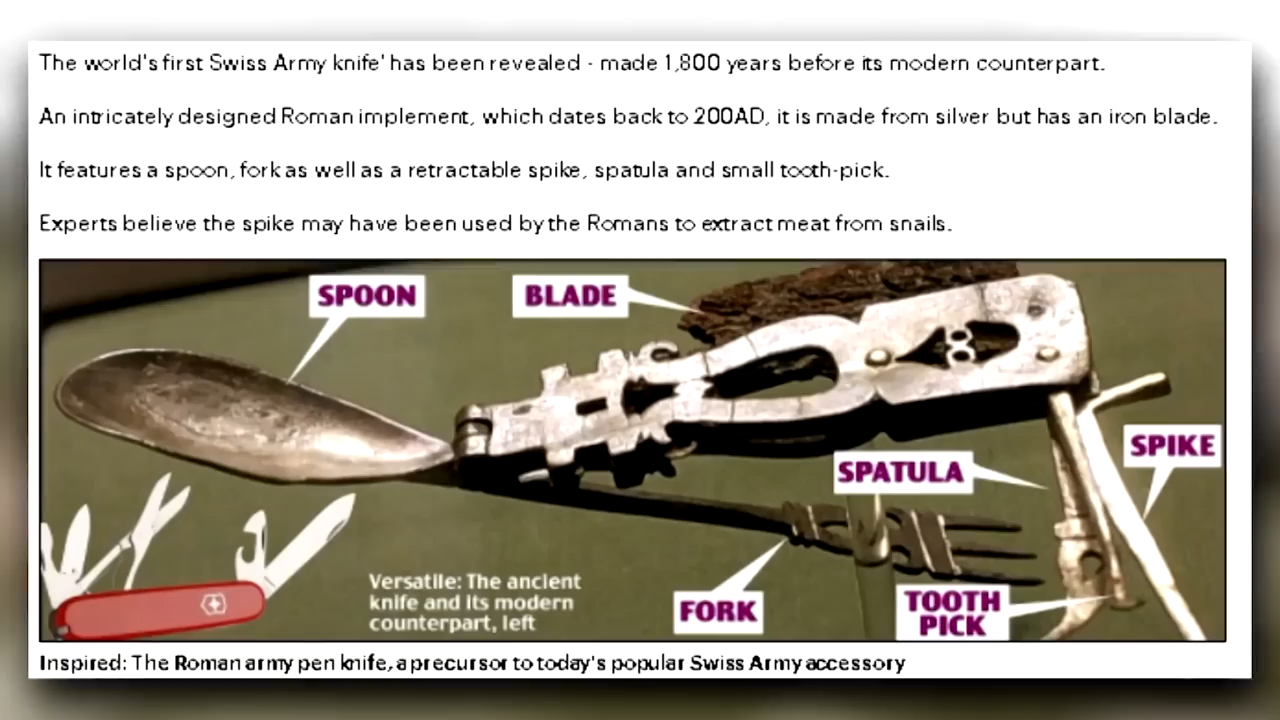 The world's first Swiss Army knife' has been revealed - made 1,800 years before its modern counterpart.
An intricately designed Roman implement, which dates back to 200AD, it is made from silver but has an iron blade.
It features a spoon, fork as well as a retractable spike, spatula and small tooth-pick.
Experts believe the spike may have been used by the Romans to extract meat from snails.
SPOON
BLADE
SPIKE
SPATULA
Versatile: The ancient
knife and its modern
counterpart, left
FORK
TOOTH
PICK
Inspired: The Roman army pen knife, a precursor to today's popular Swiss Army accessory